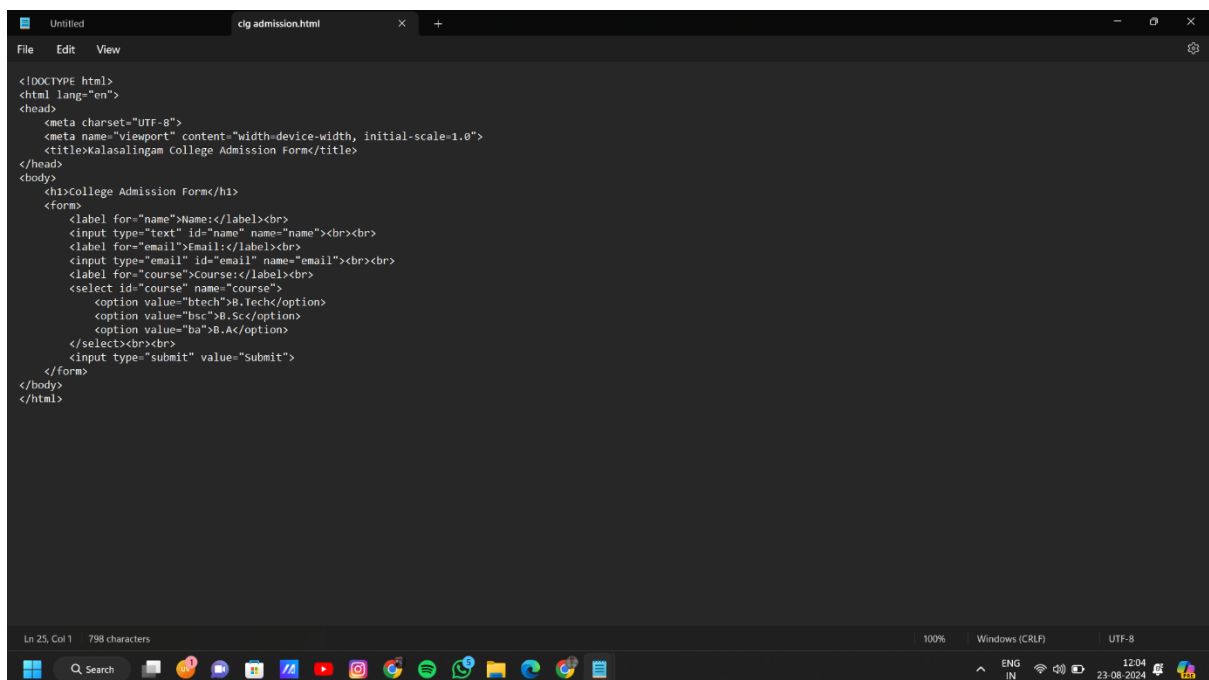 Untitled
clg admission.html
File Edit View
<!DOCTYPE html>
<html lang="en">
<head>
    <meta charset="UTF-8">
    <meta name="viewport" content="width=device-width, initial-scale=1.0">
    <title>Kalasalingam College Admission Form</title>
</head>
<body>
    <h1>College Admission Form</h1>
    <form>
        <label for="name">Name:</label><br>
        <input type="text" id="name" name="name"><br><br>
        <label for="email">Email:</label><br>
        <input type="email" id="email" name="email"><br><br>
        <label for="course">Course:</label><br>
        <select id="course" name="course">
            <option value="btech">B.Tech</option>
            <option value="bsc">B.Sc</option>
            <option value="ba">B.A</option>
        </select><br><br>
        <input type="submit" value="Submit">
    </form>
</body>
</html>
Ln 25, Col 1 798 characters 100% Windows (CRLF) UTF-8
Search 1 5 ENG 12:04
IN 23-08-2024